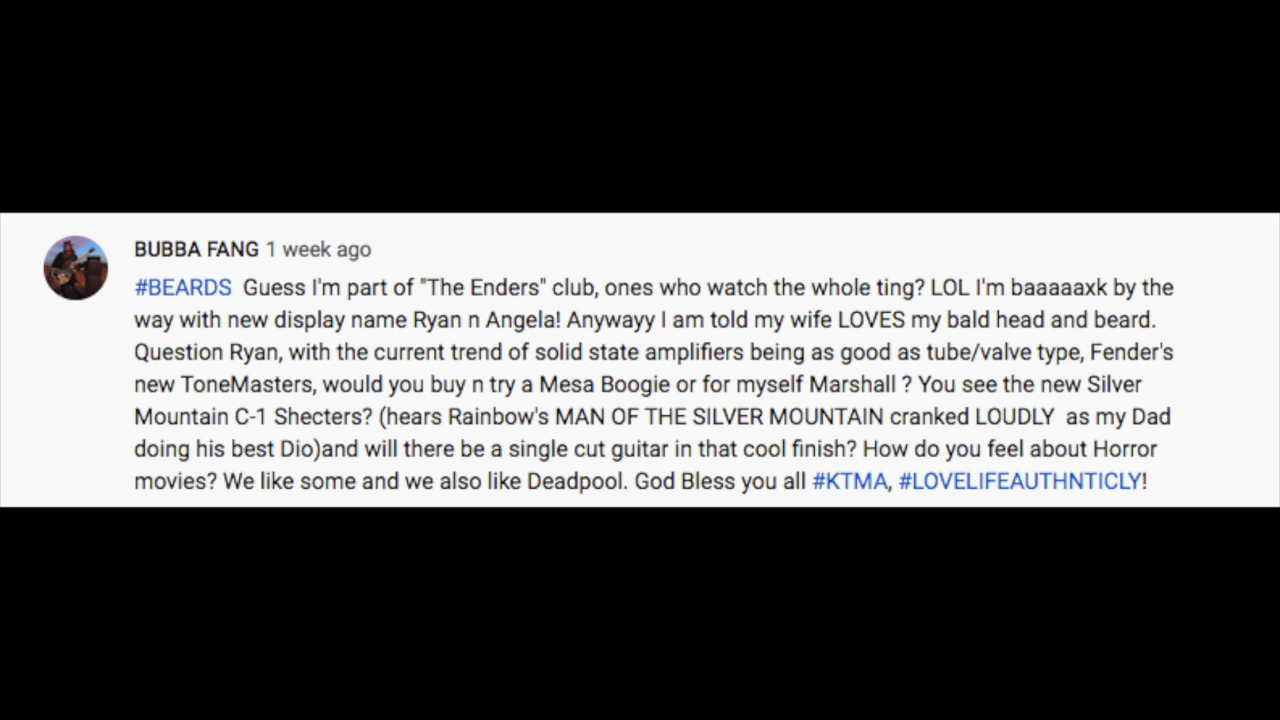 BUBBA FANG 1 week ago
#BEARDS  Guess I'm part of "The Enders" club, ones who watch the whole ting? LOL I'm baaaaaxk by the
way with new display name Ryan n Angela! Anywayy I am told my wife LOVES my bald head and beard.
Question Ryan, with the current trend of solid state amplifiers being as good as tube/valve type, Fender's
new ToneMasters, would you buy n try a Mesa Boogie or for myself Marshall ? You see the new Silver
Mountain C-1 Shecters? (hears Rainbow's MAN OF THE SILVER MOUNTAIN cranked LOUDLY  as my Dad
doing his best Dio)and will there be a single cut guitar in that cool finish? How do you feel about Horror
movies? We like some and we also like Deadpool. God Bless you all #KTMA, #LOVELIFEAUTHNTICLY!